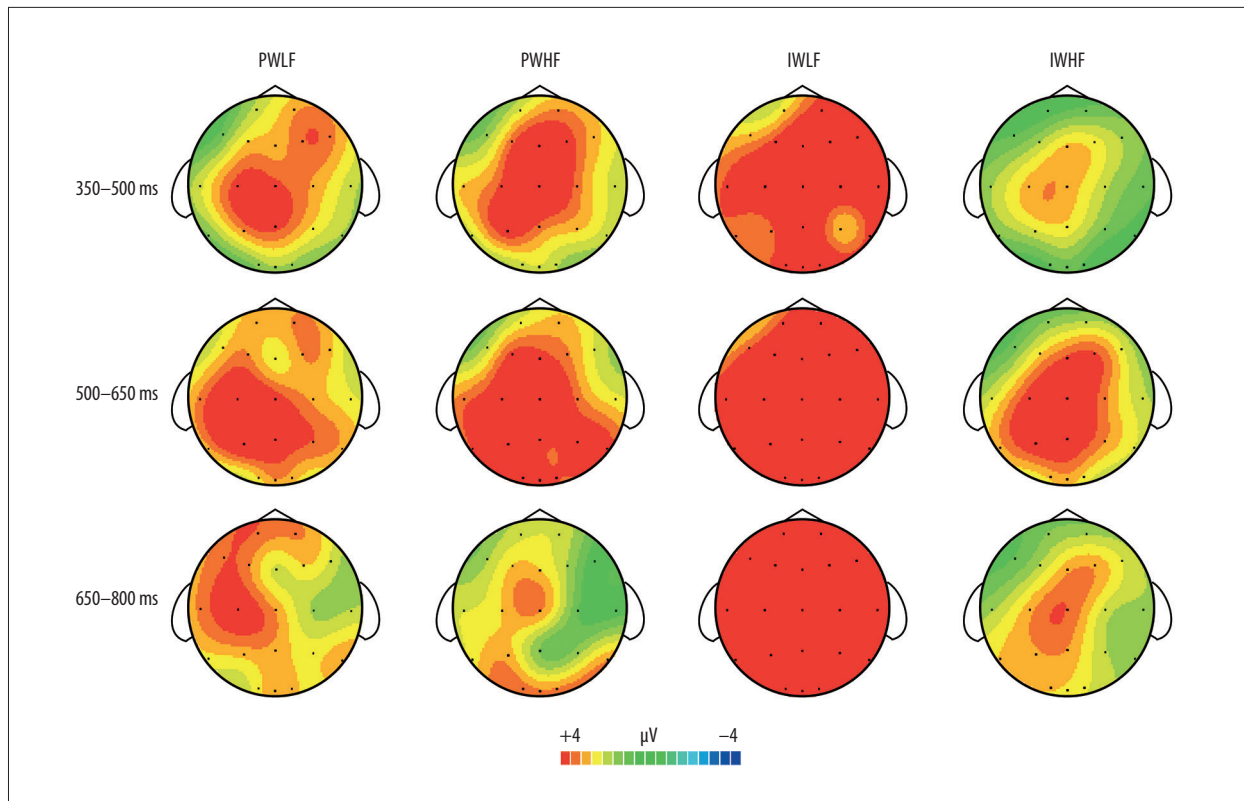 PWLF PWHF IWLF IWHF
350–500 ms
500–650 ms
650–800 ms
+4 µV −4